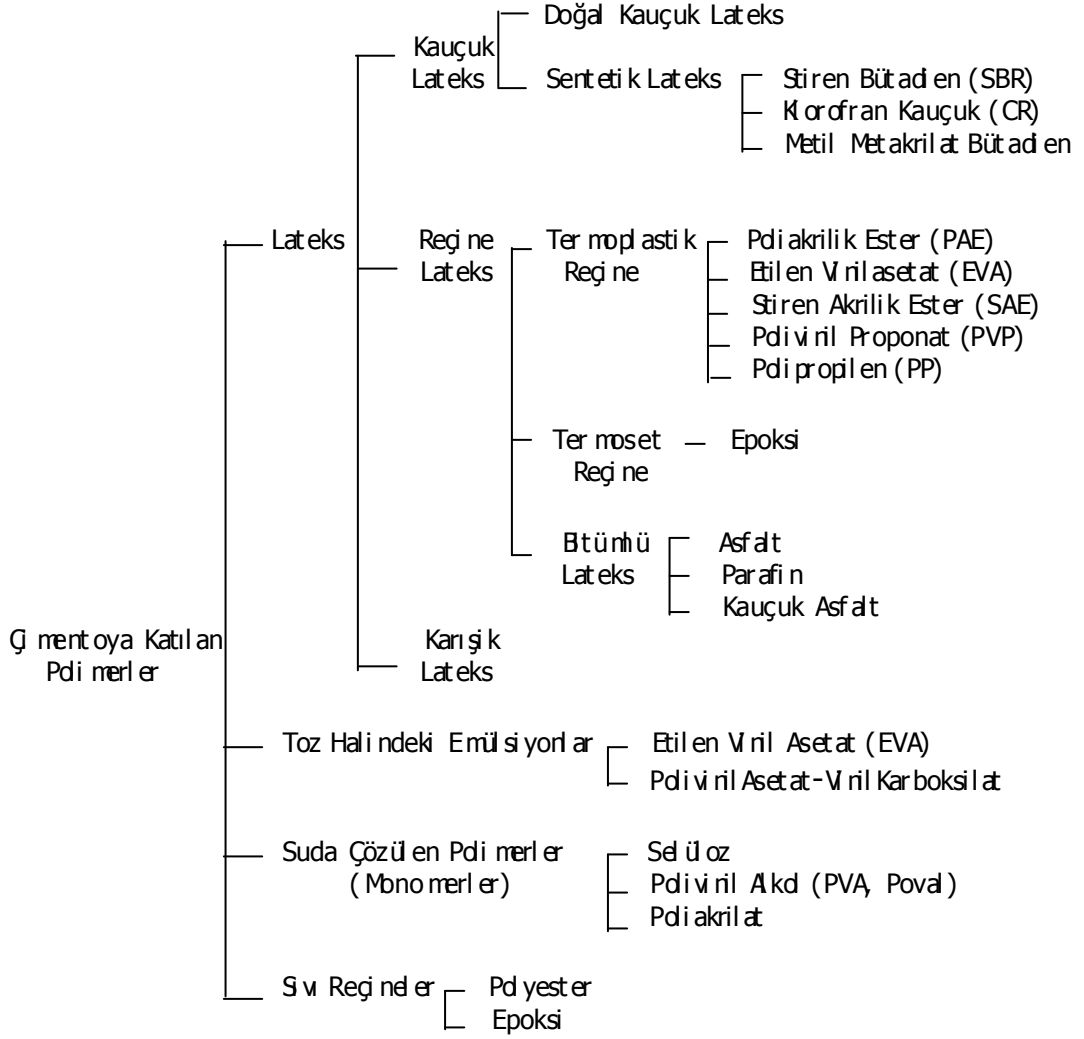 Doğal Kauçuk Lateks
Kauçuk
Lateks
Sentetik Lateks
Stiren Bütadien (SBR)
Klorofran Kauçuk (CR)
Metil Metakrilat Bütadien
Lateks
Reçine
Lateks
Termoplastik
Reçine
Poliakrilik Ester (PAE)
Etilen Vinilasetat (EVA)
Stiren Akrilik Ester (SAE)
Polivinil Proponat (PVP)
Polipropilen (PP)
Termoset
Reçine
Epoksi
Bitümlü
Lateks
Asfalt
Parafin
Kauçuk Asfalt
Karışik
Lateks
Çimentoya Katılan
Polimerler
Toz Halindeki Emülsiyonlar
Etilen Vinil Asetat (EVA)
Polivinil Asetat-Vinil Karboksilat
Suda Çözülen Polimerler
(Monomerler)
Selüloz
Polivinil Alkol (PVA, Poval)
Poliakrilat
Sıvı Reçineler
Polyester
Epoksi